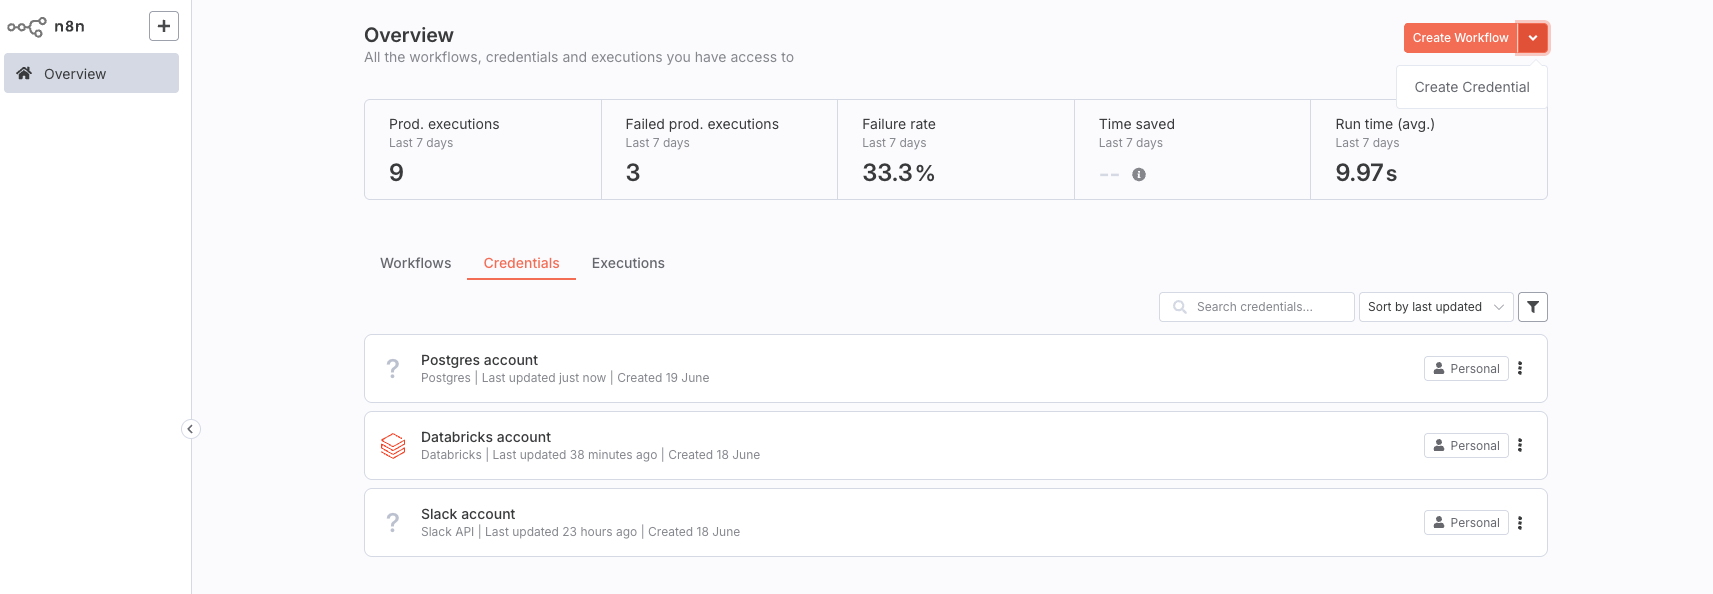 n8n
Overview
Overview
All the workflows, credentials and executions you have access to
Create Workflow
Create Credential
Prod. executions
Last 7 days
9
Failed prod. executions
Last 7 days
3
Failure rate
Last 7 days
33.3%
Time saved
Last 7 days
--
Run time (avg.)
Last 7 days
9.97s
Workflows
Credentials
Executions
Search credentials...
Sort by last updated
Postgres account
Postgres | Last updated just now | Created 19 June
Personal
Databricks account
Databricks | Last updated 38 minutes ago | Created 18 June
Personal
Slack account
Slack API | Last updated 23 hours ago | Created 18 June
Personal